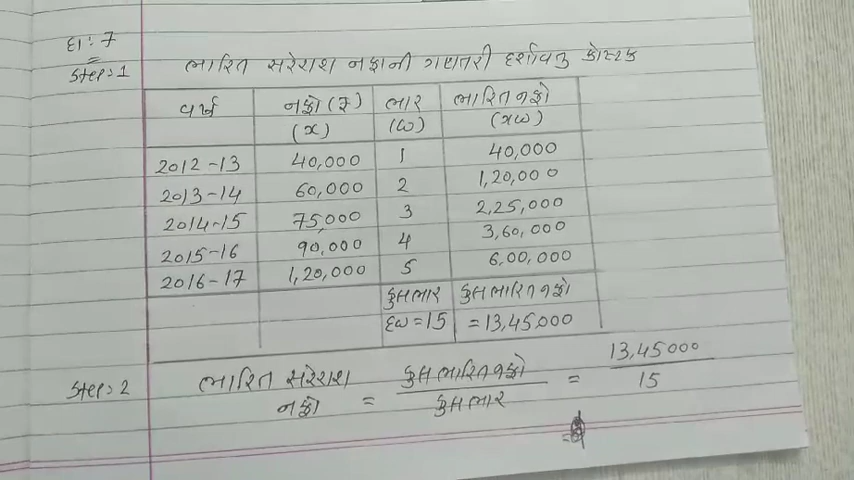 દા: 7
Step: 1 ભારિત સરેરાશ નફાની ગણતરી દર્શાવતુ કોષ્ટક
વર્ષ નફો (₹) ભાર ભારિત નફો
(x) (w) (xw)
2012-13 40,000 1 40,000
2013-14 60,000 2 1,20,000
2014-15 75,000 3 2,25,000
2015-16 90,000 4 3,60,000
2016-17 1,20,000 5 6,00,000
કુલ ભાર કુલ ભારિત નફો
Σw = 15 = 13,45,000
Step: 2 ભારિત સરેરાશ નફો = કુલ ભારિત નફો / કુલ ભાર = 13,45000 / 15
=